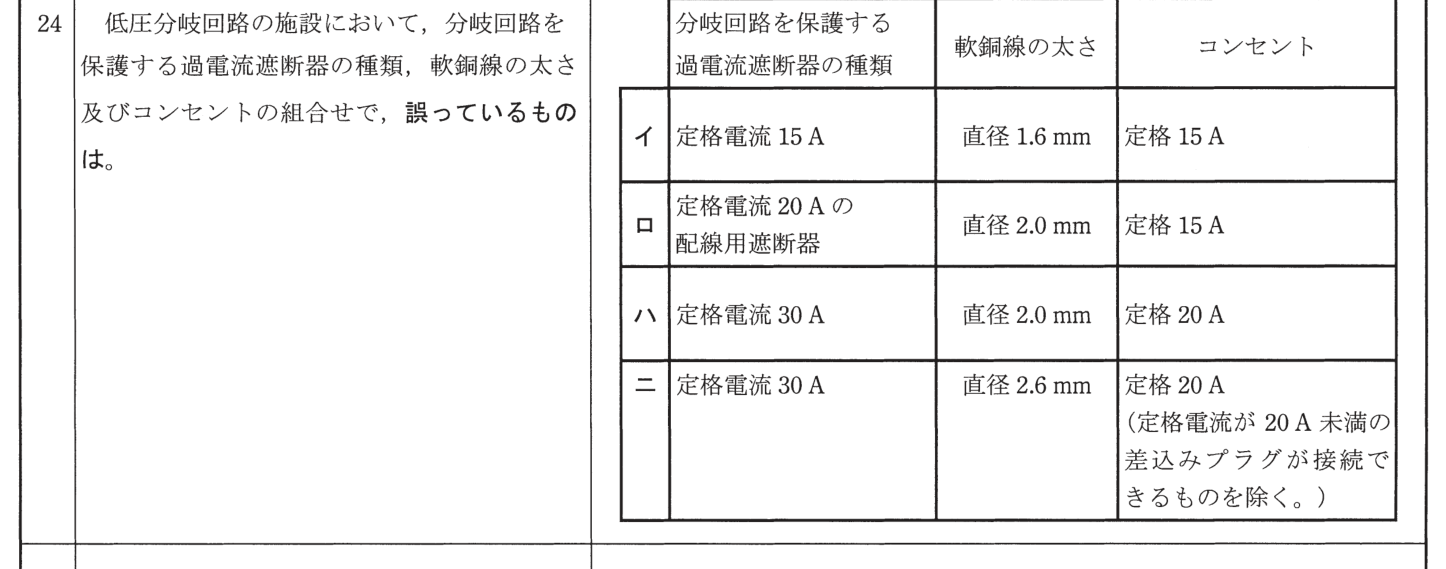 24
低圧分岐回路の施設において，分岐回路を
保護する過電流遮断器の種類，軟銅線の太さ
及びコンセントの組合せで，誤っているもの
は。
分岐回路を保護する
過電流遮断器の種類
軟銅線の太さ
コンセント
イ
定格電流 15 A
直径 1.6 mm
定格 15 A
ロ
定格電流 20 A の
配線用遮断器
直径 2.0 mm
定格 15 A
ハ
定格電流 30 A
直径 2.0 mm
定格 20 A
ニ
定格電流 30 A
直径 2.6 mm
定格 20 A
（定格電流が 20 A 未満の
差込みプラグが接続で
きるものを除く。）